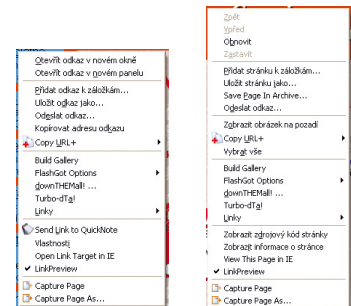 Otevřít odkaz v novém okně
Otevřít odkaz v novém panelu
Přidat odkaz k záložkám...
Uložit odkaz jako...
Odeslat odkaz...
Kopírovat adresu odkazu
Copy URL+
Build Gallery
FlashGot Options
downTHEMall! ...
Turbo-dTa!
Linky
Send Link to QuickNote
Vlastnosti
Open Link Target in IE
LinkPreview
Capture Page
Capture Page As...
Zpět
Vpřed
Obnovit
Zastavit
Přidat stránku k záložkám...
Uložit stránku jako...
Save Page In Archive...
Odeslat odkaz...
Zobrazit obrázek na pozadí
Copy URL+
Vybrat vše
Build Gallery
FlashGot Options
downTHEMall! ...
Turbo-dTa!
Linky
Zobrazit zdrojový kód stránky
Zobrazit informace o stránce
View This Page in IE
LinkPreview
Capture Page
Capture Page As...